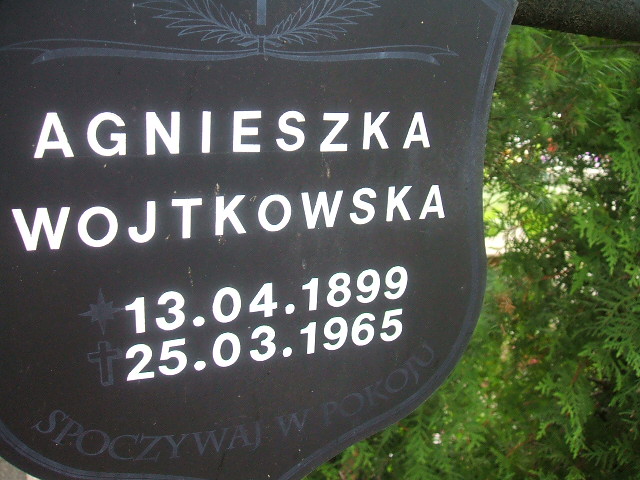 AGNIESZKA
WOJTKOWSKA
13.04.1899
25.03.1965
SPOCZYWAJ W POKOJU